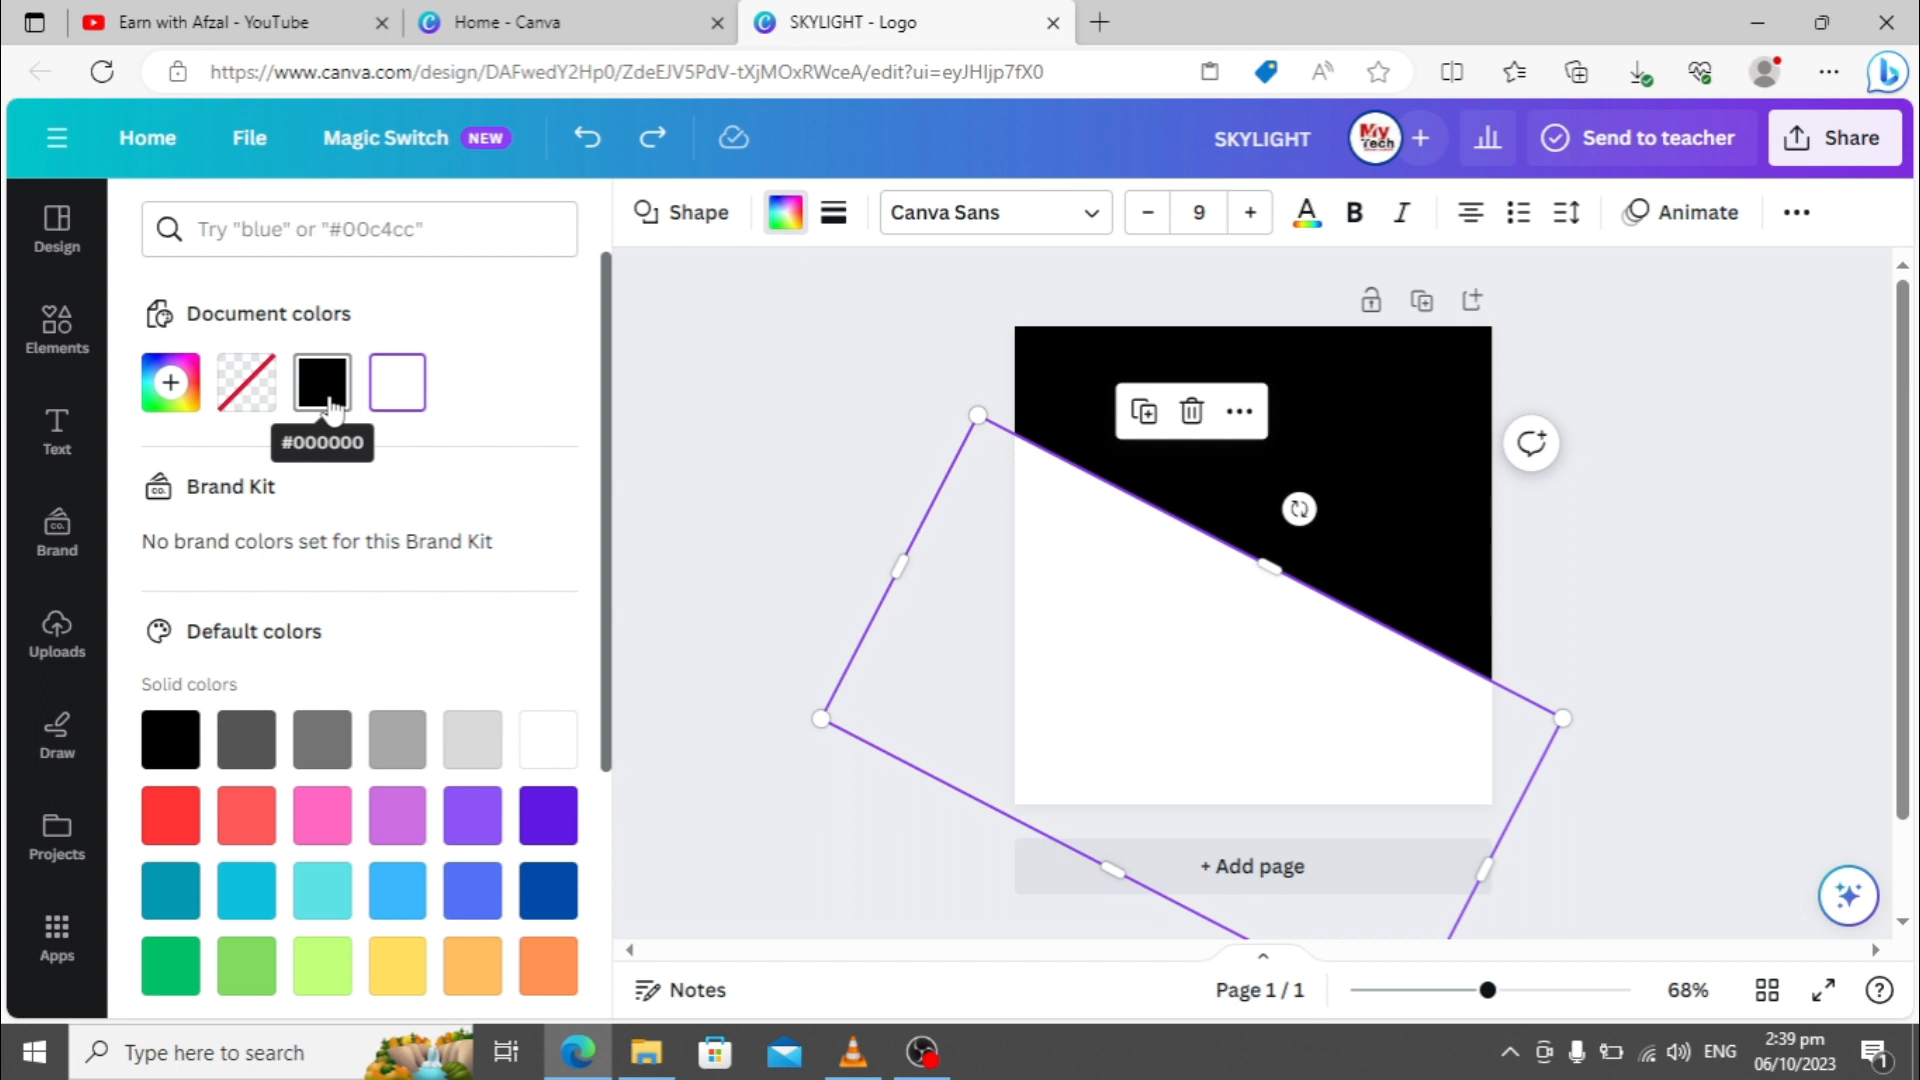 Earn with Afzal - YouTube
Home - Canva
SKYLIGHT - Logo
https://www.canva.com/design/DAFwedY2Hp0/ZdeEJV5PdV-tXjMOxRWceA/edit?ui=eyJHIjp7fX0
Home
File
Magic Switch NEW
SKYLIGHT
My Tech
Send to teacher
Share
Design
Elements
Text
Brand
Uploads
Draw
Projects
Apps
Try "blue" or "#00c4cc"
Document colors
#000000
Brand Kit
No brand colors set for this Brand Kit
Default colors
Solid colors
Shape
Canva Sans
9
Animate
+ Add page
Notes
Page 1 / 1
68%
Type here to search
ENG
2:39 pm
06/10/2023
1